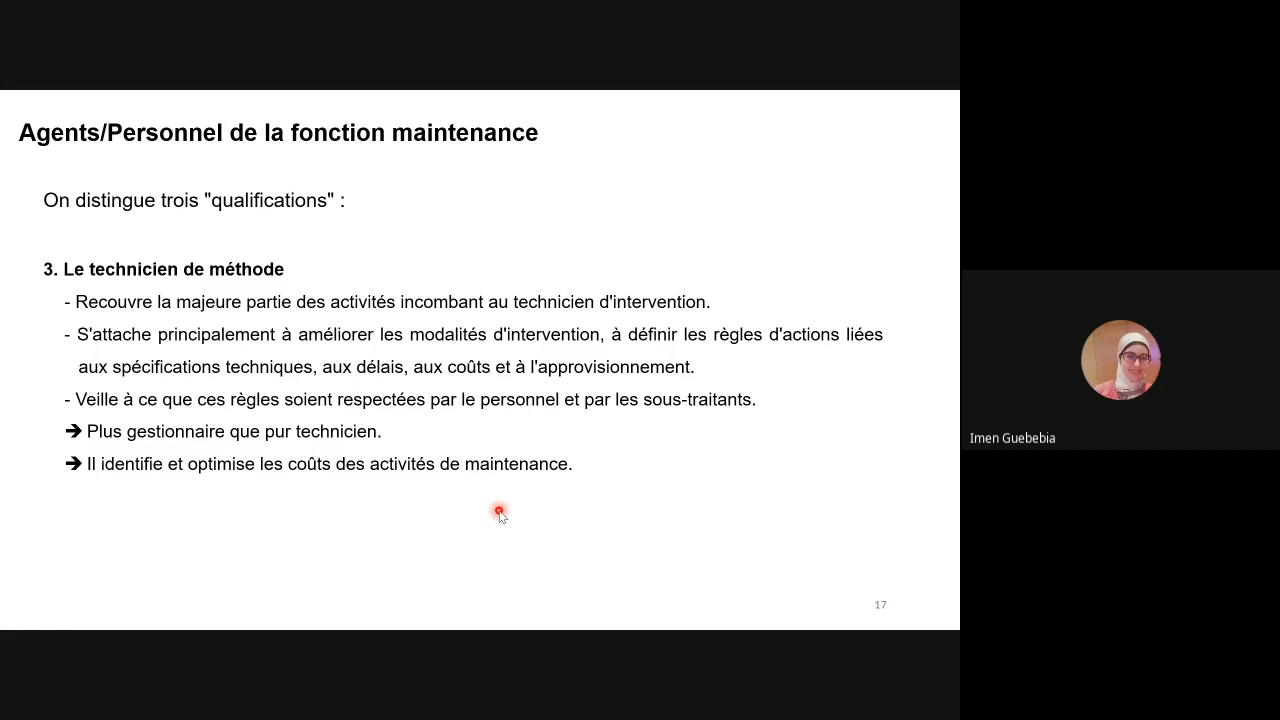 Agents/Personnel de la fonction maintenance
On distingue trois "qualifications" :
3. Le technicien de méthode
- Recouvre la majeure partie des activités incombant au technicien d'intervention.
- S'attache principalement à améliorer les modalités d'intervention, à définir les règles d'actions liées
aux spécifications techniques, aux délais, aux coûts et à l'approvisionnement.
- Veille à ce que ces règles soient respectées par le personnel et par les sous-traitants.
➔ Plus gestionnaire que pur technicien.
➔ Il identifie et optimise les coûts des activités de maintenance.
17
Imen Guebebia